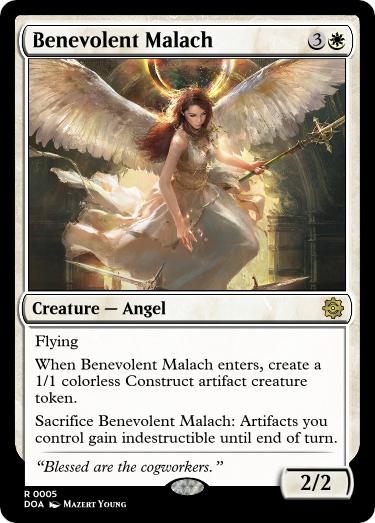 Benevolent Malach 3
Creature — Angel
Flying
When Benevolent Malach enters, create a
1/1 colorless Construct artifact creature
token.
Sacrifice Benevolent Malach: Artifacts you
control gain indestructible until end of turn.
“Blessed are the cogworkers.”
2/2
R 0005
DOA Mazert Young